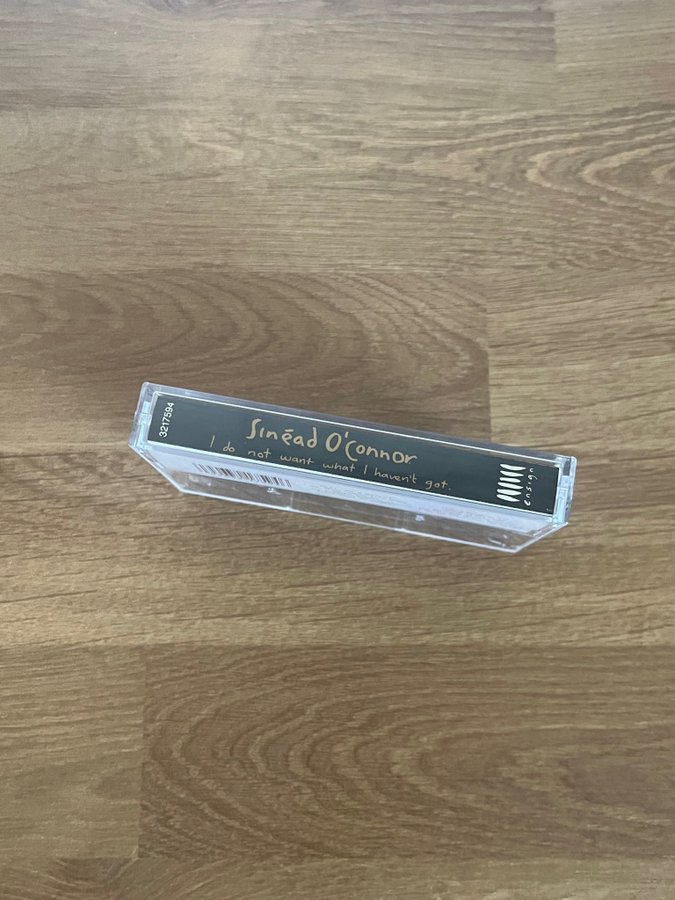 3217594
Sinéad O'Connor
I do not want what I haven't got.
ensign